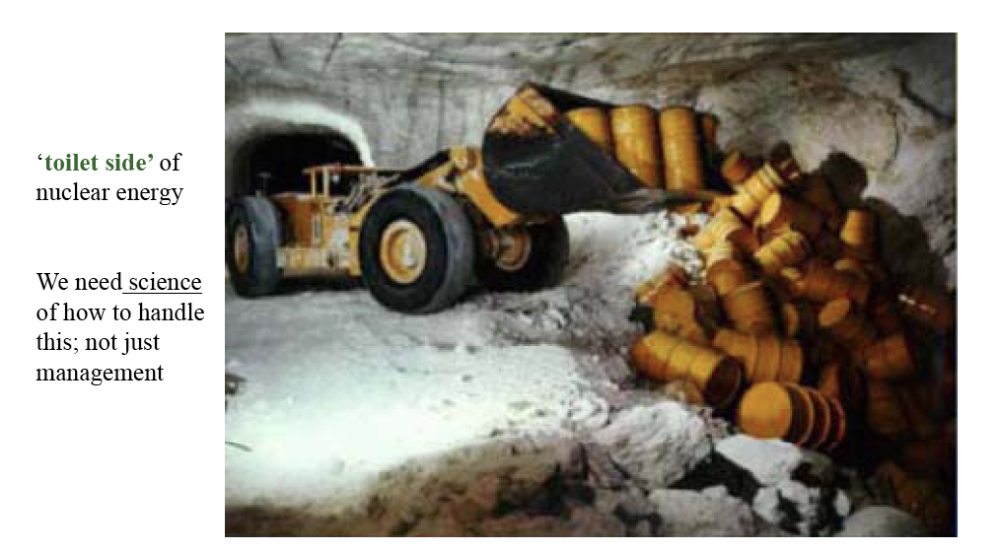 ‘toilet side’ of
nuclear energy
We need science
of how to handle
this; not just
management